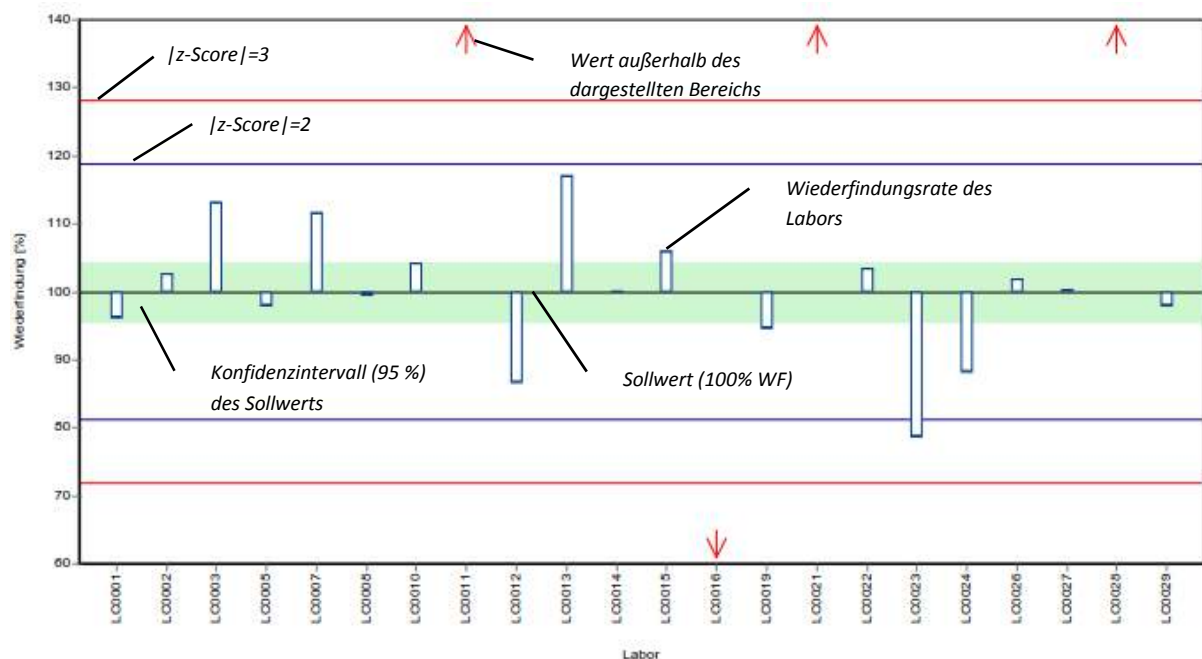 140
130
120
110
100
90
80
70
60
Wiederfindung [%]
|z-Score|=3
|z-Score|=2
Wert außerhalb des
dargestellten Bereichs
Wiederfindungsrate des
Labors
Konfidenzintervall (95 %)
des Sollwerts
Sollwert (100% WF)
LC0001
LC0002
LC0003
LC0005
LC0007
LC0008
LC0010
LC0011
LC0012
LC0013
LC0014
LC0015
LC0016
LC0019
LC0021
LC0022
LC0023
LC0024
LC0026
LC0027
LC0028
LC0029
Labor